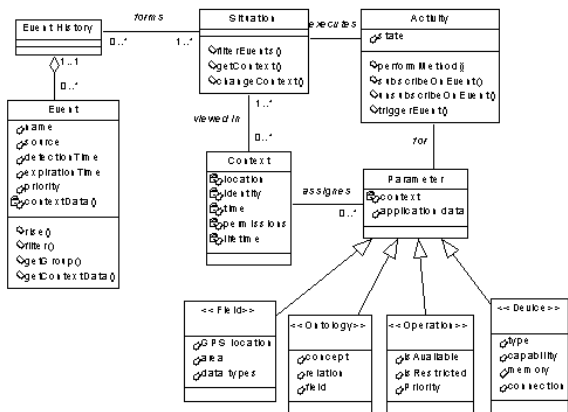 forms
Situation
executes
Activity
Event History
0..*
1..*
state
filterEvents()
getContext()
changeContext()
performMethod()
subscribeOnEvent()
unsubscribeOnEvent()
triggerEvent()
1..1
0..*
Event
name
source
detectionTime
expirationTime
priority
contextData()
rise()
filter()
getGroup()
getContextData()
1..*
viewed in
0..*
for
Context
location
identity
time
permissions
lifetime
assignes
0..*
Parameter
context
application data
<<Field>>
GPS location
area
data types
<<Ontology>>
concept
relation
field
<<Operation>>
isAvailable
isRestricted
Priority
<<Device>>
type
capability
memory
connection